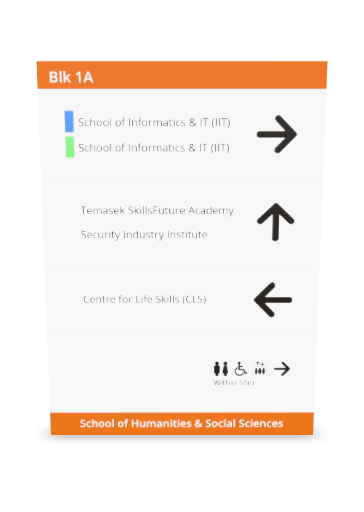 Blk 1A
School of Informatics & IT (IIT)
School of Informatics & IT (IIT)
Temasek SkillsFuture Academy
Security Industry Institute
Centre for Life Skills (CLS)
Within 50m
School of Humanities & Social Sciences